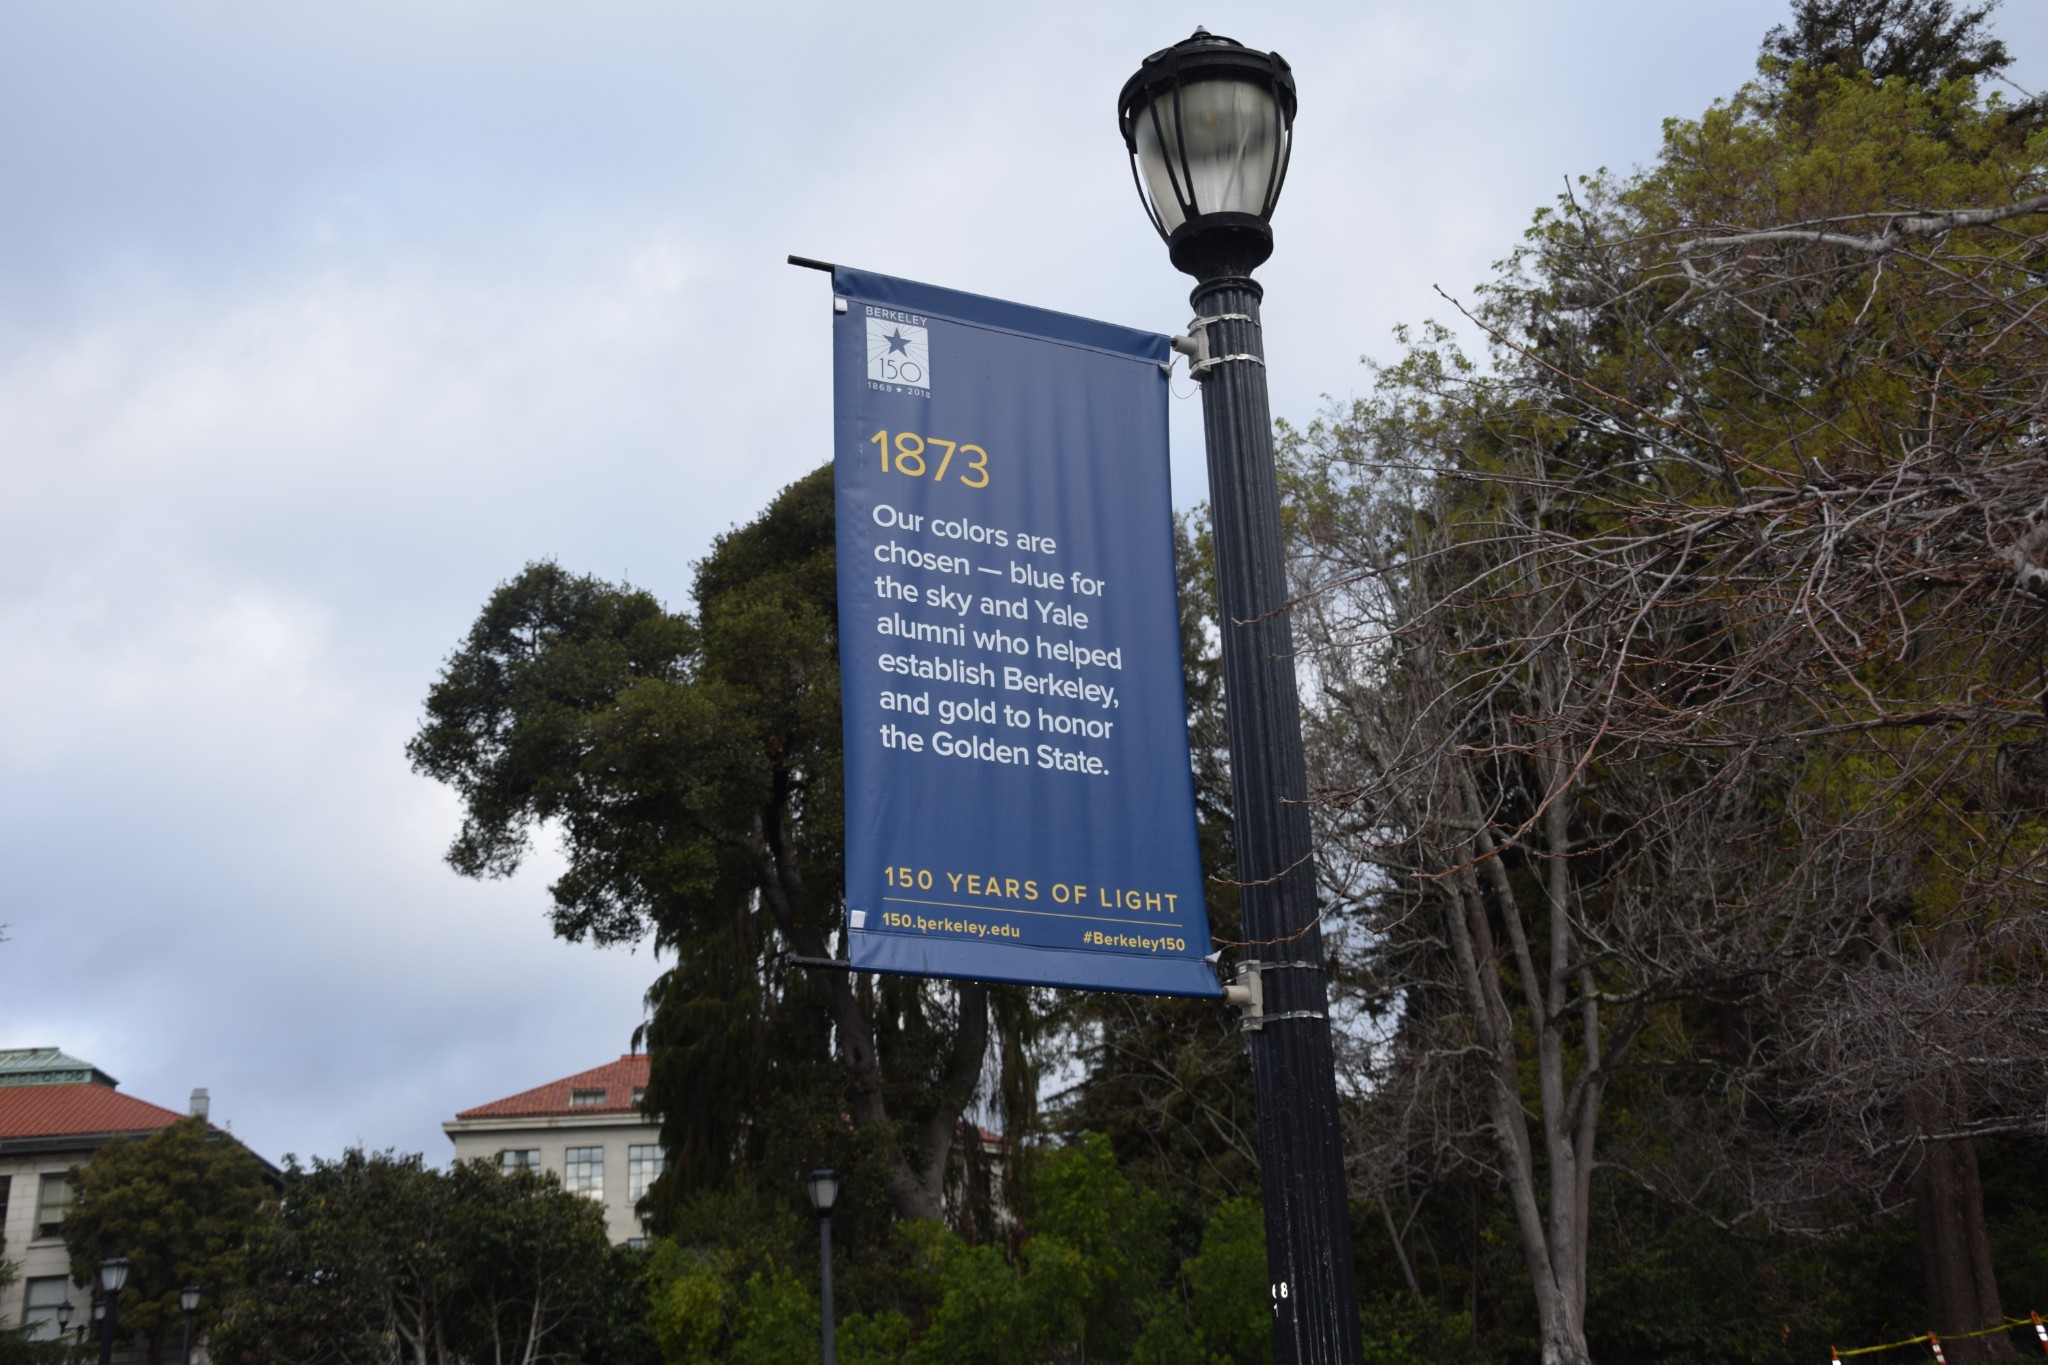 BERKELEY
150
1868 ★ 2018
1873
Our colors are
chosen — blue for
the sky and Yale
alumni who helped
establish Berkeley,
and gold to honor
the Golden State.
150 YEARS OF LIGHT
150.berkeley.edu #Berkeley150